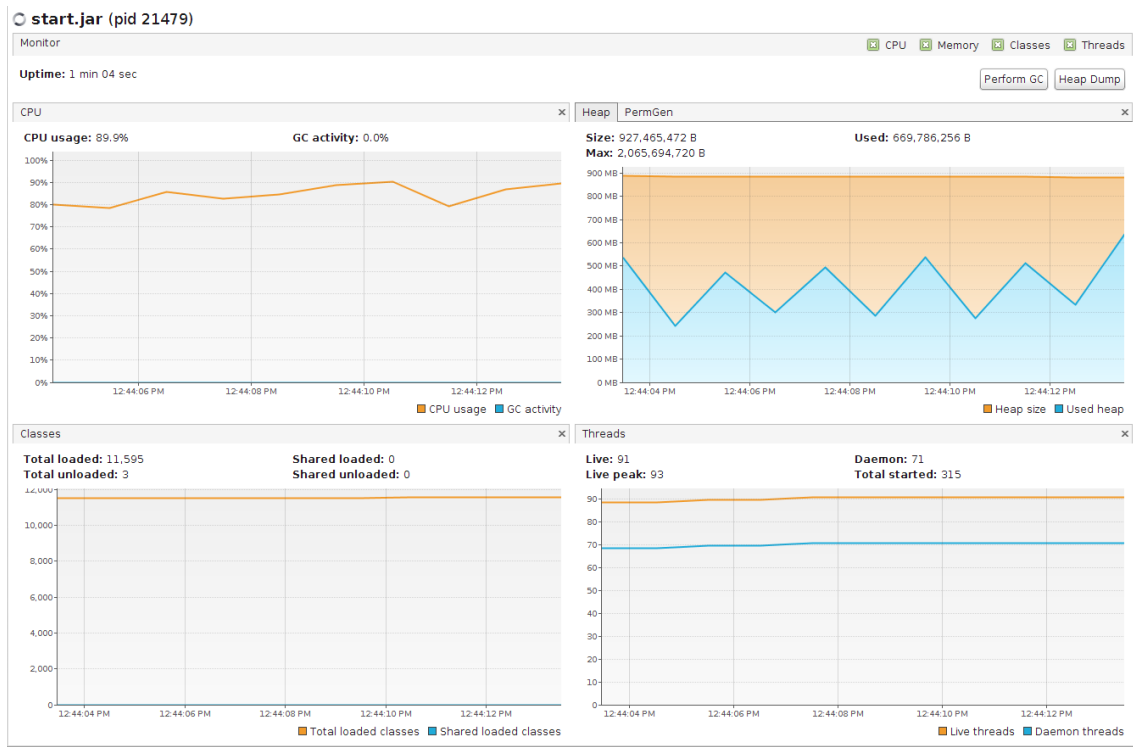 start.jar (pid 21479)
Monitor
CPU Memory Classes Threads
Uptime: 1 min 04 sec
Perform GC Heap Dump
CPU
CPU usage: 89.9% GC activity: 0.0%
100%
90%
80%
70%
60%
50%
40%
30%
20%
10%
0%
12:44:06 PM 12:44:08 PM 12:44:10 PM 12:44:12 PM
CPU usage GC activity
Heap PermGen
Size: 927,465,472 B Used: 669,786,256 B
Max: 2,065,694,720 B
900 MB
800 MB
700 MB
600 MB
500 MB
400 MB
300 MB
200 MB
100 MB
0 MB
12:44:04 PM 12:44:06 PM 12:44:08 PM 12:44:10 PM 12:44:12 PM
Heap size Used heap
Classes
Total loaded: 11,595 Shared loaded: 0
Total unloaded: 3 Shared unloaded: 0
12,000
10,000
8,000
6,000
4,000
2,000
0
12:44:04 PM 12:44:06 PM 12:44:08 PM 12:44:10 PM 12:44:12 PM
Total loaded classes Shared loaded classes
Threads
Live: 91 Daemon: 71
Live peak: 93 Total started: 315
90
80
70
60
50
40
30
20
10
0
12:44:04 PM 12:44:06 PM 12:44:08 PM 12:44:10 PM 12:44:12 PM
Live threads Daemon threads